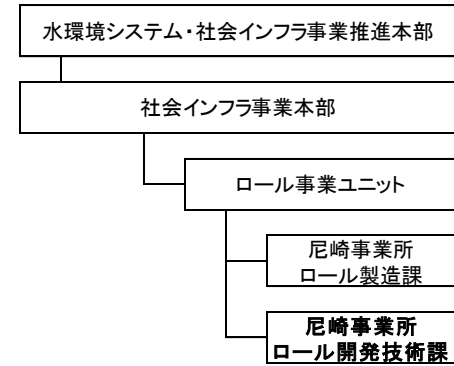 水環境システム・社会インフラ事業推進本部
社会インフラ事業本部
ロール事業ユニット
尼崎事業所
ロール製造課
尼崎事業所
ロール開発技術課